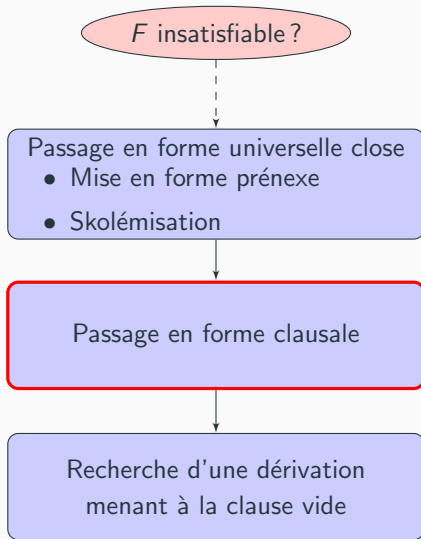 F insatisfiable ?
Passage en forme universelle close
• Mise en forme prénexe
• Skolémisation
Passage en forme clausale
Recherche d'une dérivation
menant à la clause vide